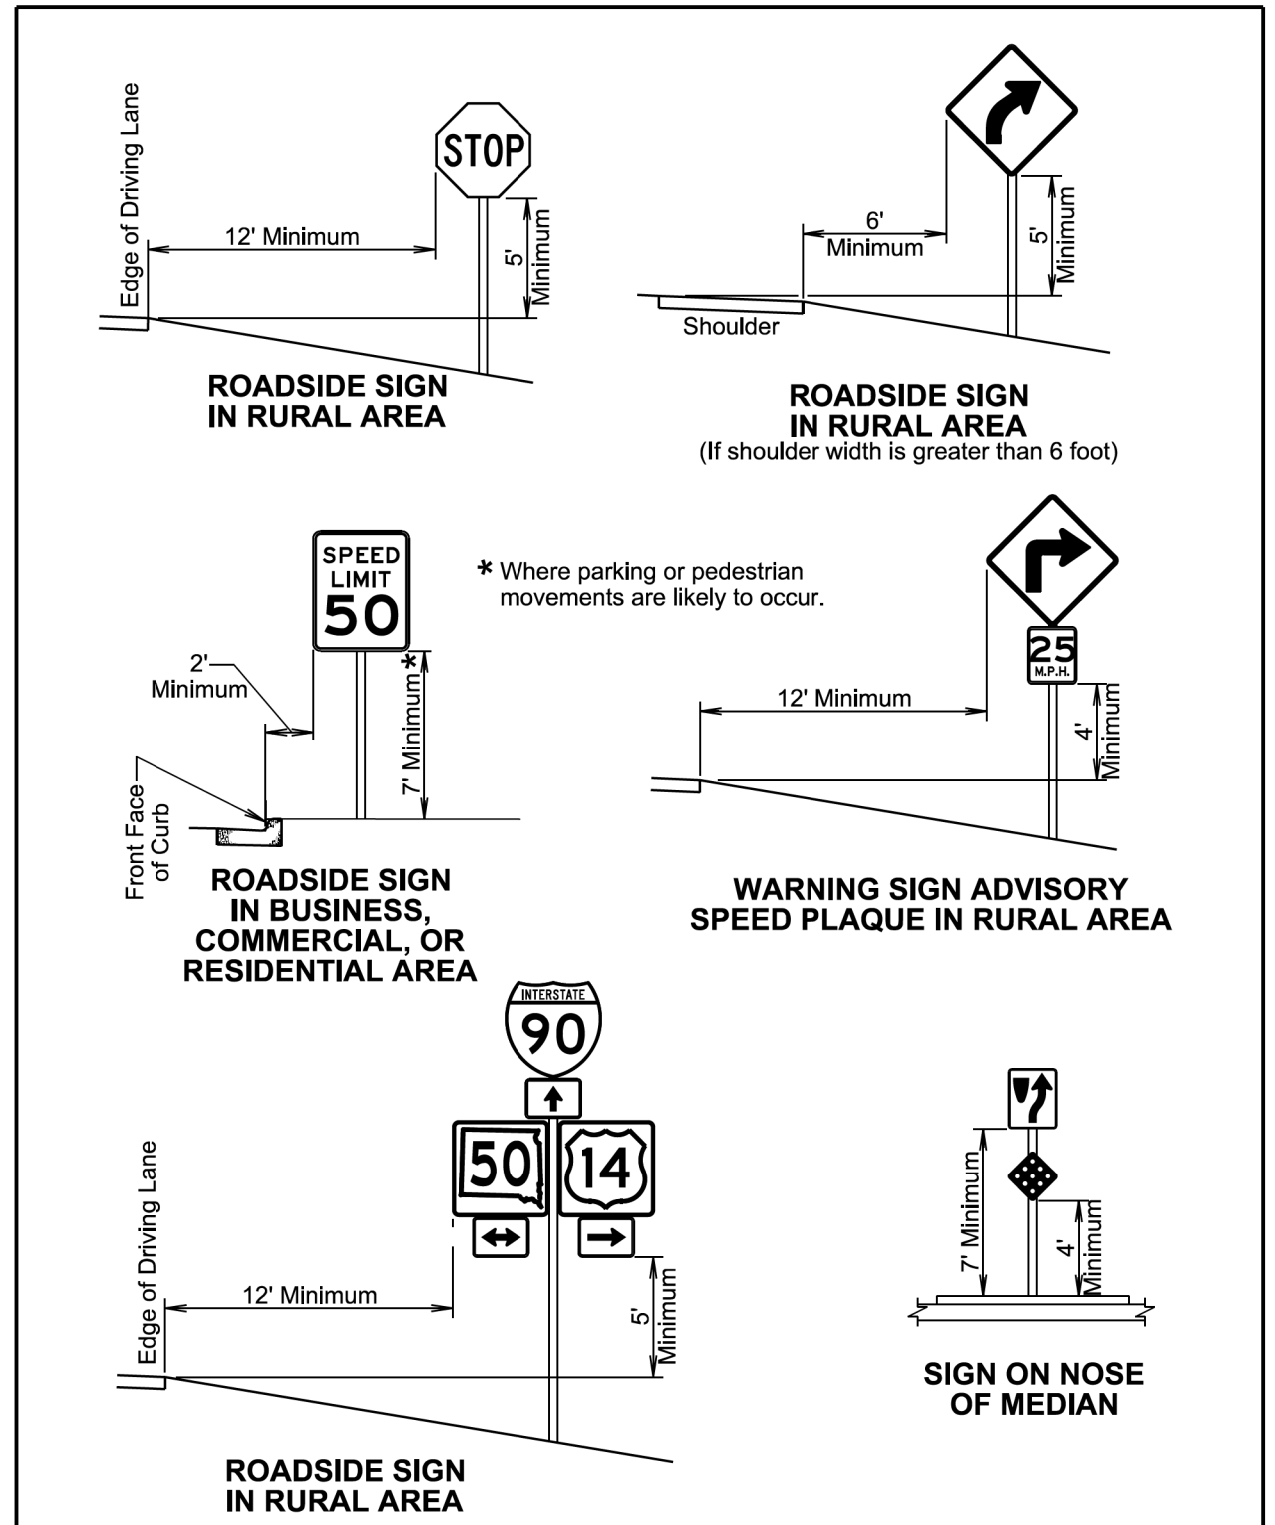 Edge of Driving Lane
STOP
12' Minimum
5'
Minimum
ROADSIDE SIGN
IN RURAL AREA
6'
Minimum
5'
Minimum
Shoulder
ROADSIDE SIGN
IN RURAL AREA
(If shoulder width is greater than 6 foot)
SPEED
LIMIT
50
* Where parking or pedestrian
movements are likely to occur.
2'
Minimum
7' Minimum*
Front Face
of Curb
ROADSIDE SIGN
IN BUSINESS,
COMMERCIAL, OR
RESIDENTIAL AREA
25
M.P.H.
12' Minimum
4'
Minimum
WARNING SIGN ADVISORY
SPEED PLAQUE IN RURAL AREA
INTERSTATE
90
50
14
Edge of Driving Lane
12' Minimum
5'
Minimum
ROADSIDE SIGN
IN RURAL AREA
7' Minimum
4'
Minimum
SIGN ON NOSE
OF MEDIAN